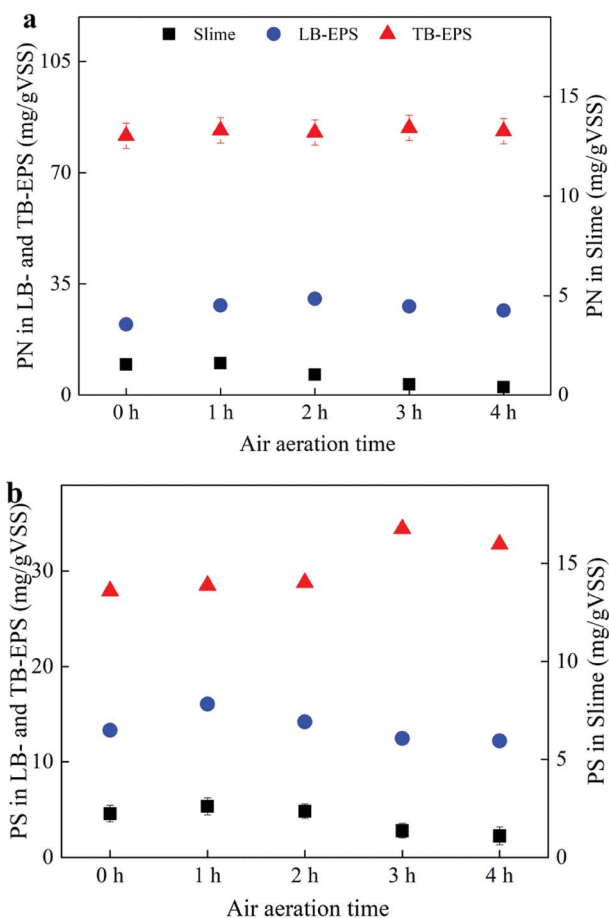 a
Slime LB-EPS TB-EPS
PN in LB- and TB-EPS (mg/gVSS)
105
70
35
0
15
10
5
0
PN in Slime (mg/gVSS)
0 h 1 h 2 h 3 h 4 h
Air aeration time
b
PS in LB- and TB-EPS (mg/gVSS)
30
20
10
0
15
10
5
0
PS in Slime (mg/gVSS)
0 h 1 h 2 h 3 h 4 h
Air aeration time